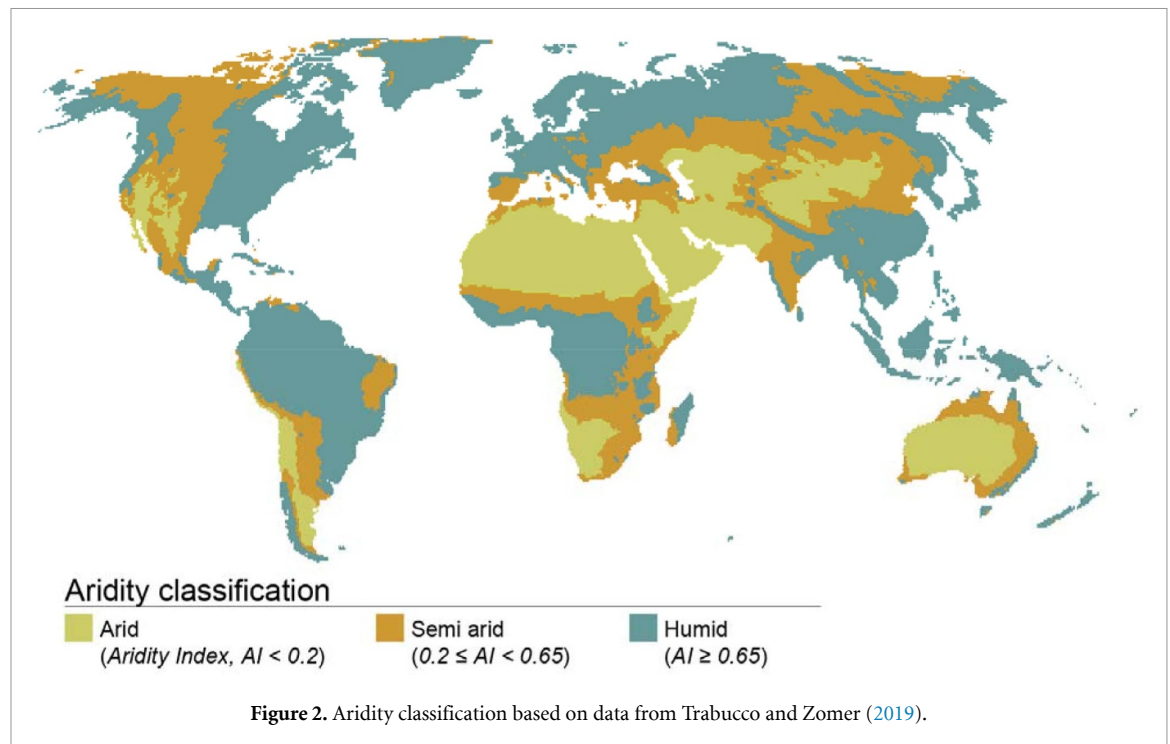 Aridity classification
Arid
(Aridity Index, AI < 0.2)
Semi arid
(0.2 ≤ AI < 0.65)
Humid
(AI ≥ 0.65)
Figure 2. Aridity classification based on data from Trabucco and Zomer (2019).